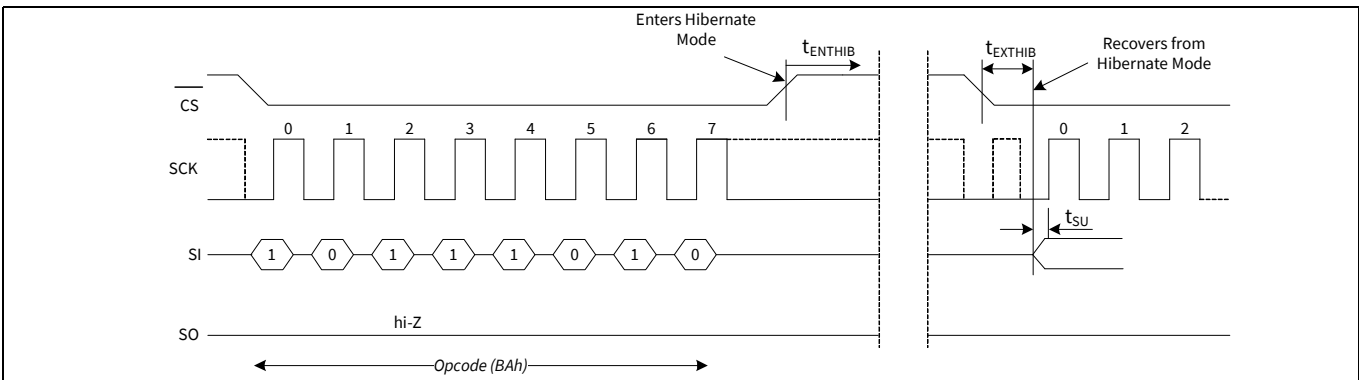 Enters Hibernate
Mode
tENTHIB
tEXTHIB
Recovers from
Hibernate Mode
CS
0 1 2 3 4 5 6 7 0 1 2
SCK
tSU
SI 1 0 1 1 1 0 1 0
hi-Z
SO
Opcode (BAh)